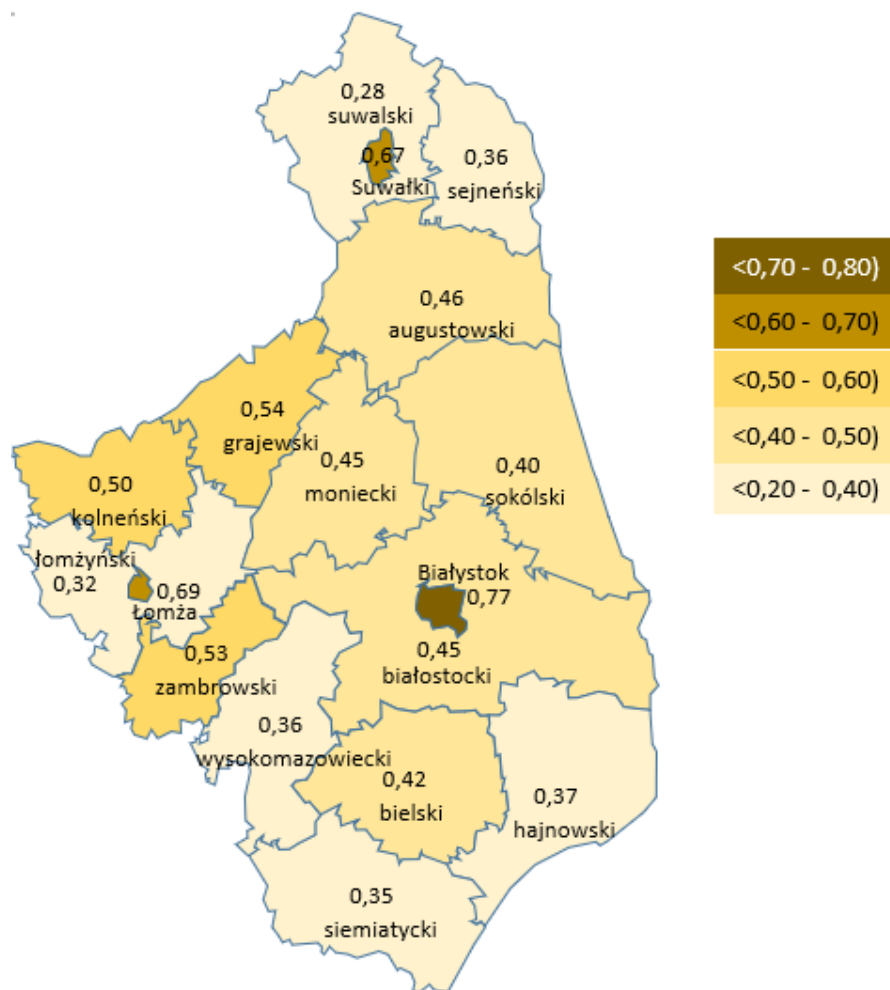 0,28
suwalski
0,67
Suwałki
0,36
sejneński
0,46
augustowski
0,54
grajewski
0,45
moniecki
0,40
sokólski
0,50
kolneński
łomżyński
0,32
0,69
Łomża
Białystok
0,77
0,45
białostocki
0,53
zambrowski
0,36
wysokomazowiecki
0,42
bielski
0,37
hajnowski
0,35
siemiatycki
<0,70 - 0,80)
<0,60 - 0,70)
<0,50 - 0,60)
<0,40 - 0,50)
<0,20 - 0,40)